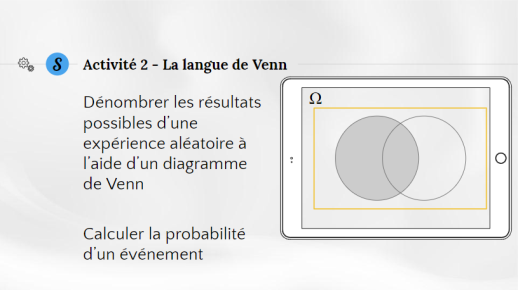 S
Activité 2 - La langue de Venn
Dénombrer les résultats
possibles d'une
expérience aléatoire à
l'aide d'un diagramme
de Venn
Calculer la probabilité
d'un événement
Ω